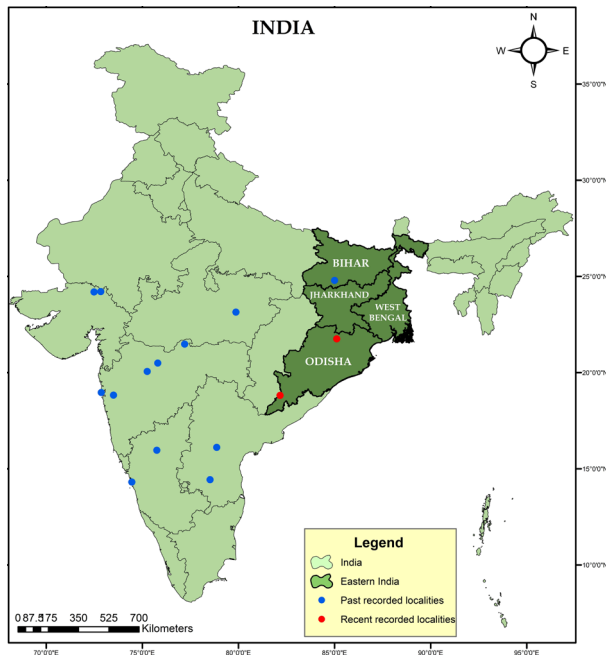 INDIA
N
W E
S
35°0'0"N
30°0'0"N
25°0'0"N
20°0'0"N
15°0'0"N
10°0'0"N
BIHAR
JHARKHAND
WEST
BENGAL
ODISHA
Legend
India
Eastern India
Past recorded localities
Recent recorded localities
0 87.5 175 350 525 700
Kilometers
70°0'0"E 75°0'0"E 80°0'0"E 85°0'0"E 90°0'0"E 95°0'0"E